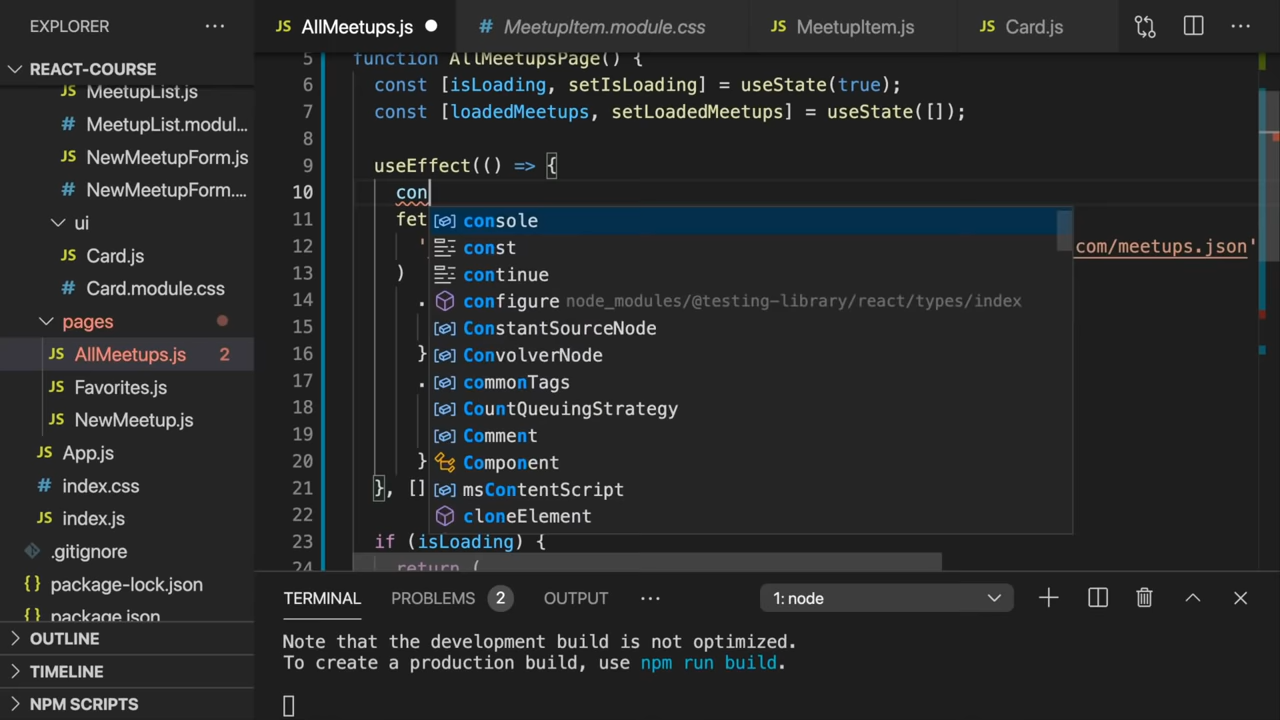 EXPLORER ···
REACT-COURSE
JS MeetupList.js
# MeetupList.modul...
JS NewMeetupForm.js
# NewMeetupForm....
ui
JS Card.js
# Card.module.css
pages
JS AllMeetups.js 2
JS Favorites.js
JS NewMeetup.js
JS App.js
# index.css
JS index.js
.gitignore
{} package-lock.json
{} package.json
OUTLINE
TIMELINE
NPM SCRIPTS
JS AllMeetups.js
# MeetupItem.module.css
JS MeetupItem.js
JS Card.js
···
5 function AllMeetupsPage() {
6 const [isLoading, setIsLoading] = useState(true);
7 const [loadedMeetups, setLoadedMeetups] = useState([]);
8
9 useEffect(() => {
10 con
11 fet
12 ' com/meetups.json'
13 )
14 .
15
16 }
17 .
18
19
20 }
21 }, []
22
23 if (isLoading) {
24 return (
console
const
continue
configure node_modules/@testing-library/react/types/index
ConstantSourceNode
ConvolverNode
commonTags
CountQueuingStrategy
Comment
Component
msContentScript
cloneElement
TERMINAL PROBLEMS 2 OUTPUT ··· 1: node
Note that the development build is not optimized.
To create a production build, use npm run build.